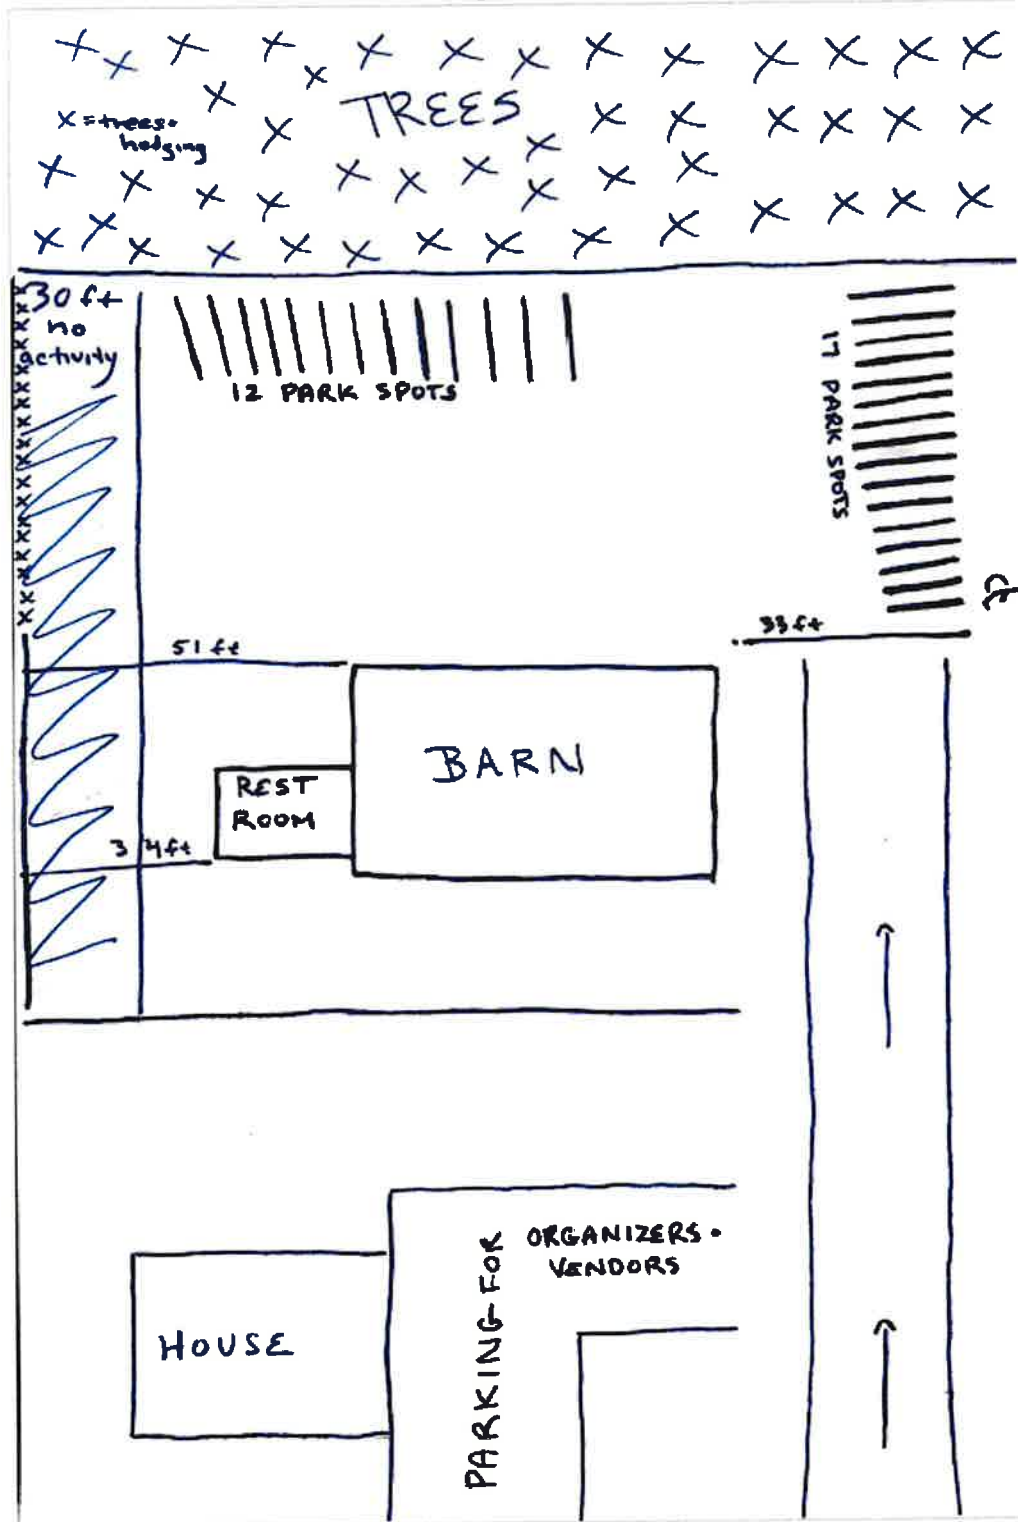 TREES
X = trees +
hedging
30 ft
no
activity
12 PARK SPOTS
17 PARK SPOTS
33 ft
51 ft
BARN
REST
ROOM
34 ft
ORGANIZERS +
VENDORS
PARKING FOR
HOUSE